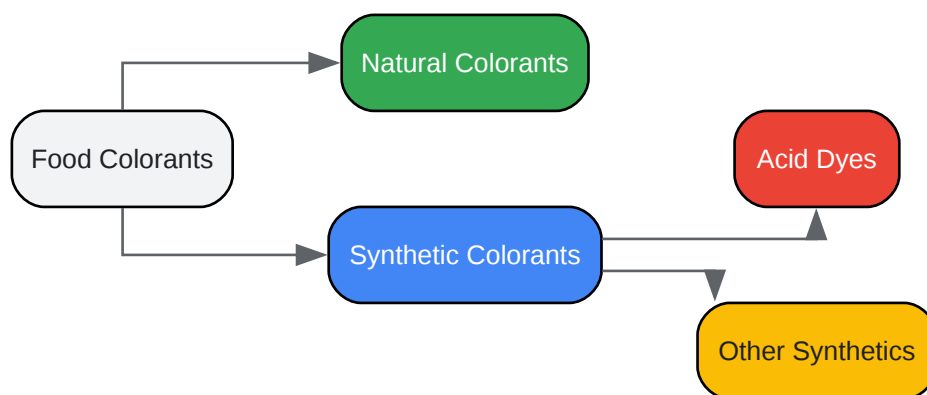 Natural Colorants
Food Colorants
Acid Dyes
Synthetic Colorants
Other Synthetics